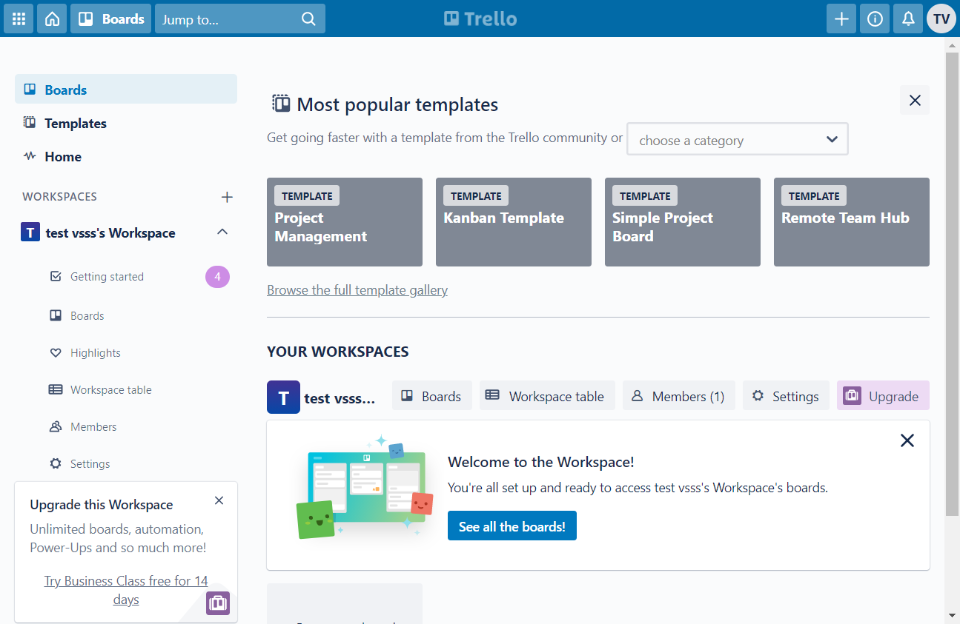 Boards
Jump to...
Trello
TV
Boards
Templates
Home
WORKSPACES
T test vsss's Workspace
Getting started
4
Boards
Highlights
Workspace table
Members
Settings
Upgrade this Workspace
Unlimited boards, automation,
Power-Ups and so much more!
Try Business Class free for 14
days
Most popular templates
Get going faster with a template from the Trello community or
choose a category
TEMPLATE
Project
Management
TEMPLATE
Kanban Template
TEMPLATE
Simple Project
Board
TEMPLATE
Remote Team Hub
Browse the full template gallery
YOUR WORKSPACES
T test vsss...
Boards
Workspace table
Members (1)
Settings
Upgrade
Welcome to the Workspace!
You're all set up and ready to access test vsss's Workspace's boards.
See all the boards!